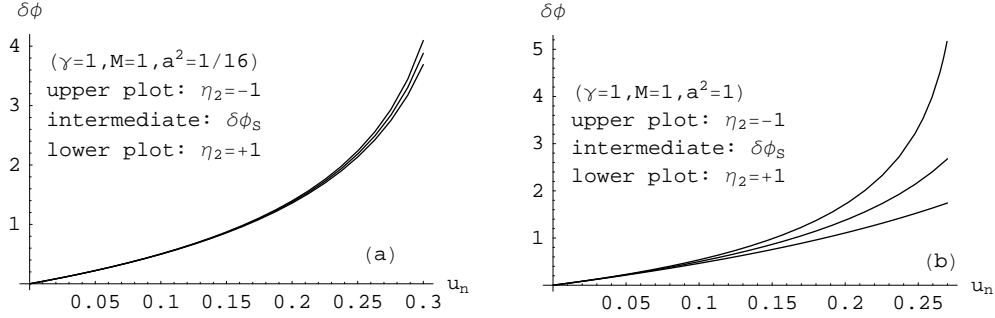 δϕ
4
3
2
1
(γ=1,M=1,a²=1/16)
upper plot: η₂=-1
intermediate: δϕ_S
lower plot: η₂=+1
(a)
0.05 0.1 0.15 0.2 0.25 0.3
u_n
δϕ
5
4
3
2
1
(γ=1,M=1,a²=1)
upper plot: η₂=-1
intermediate: δϕ_S
lower plot: η₂=+1
(b)
0.05 0.1 0.15 0.2 0.25
u_n